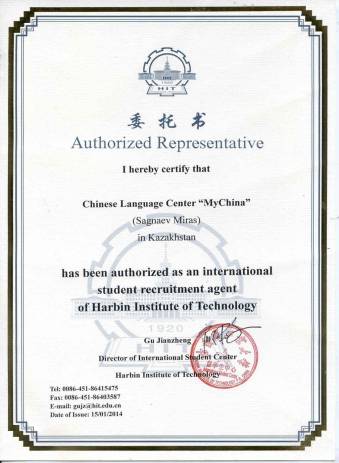 HIT
委托书
Authorized Representative
I hereby certify that
Chinese Language Center “MyChina”
(Sagnaev Miras)
in Kazakhstan
has been authorized as an international
student recruitment agent
of Harbin Institute of Technology
1920
HIT
Gu Jianzheng
Director of International Student Center
Harbin Institute of Technology
Tel: 0086-451-86415475
Fax: 0086-451-86403587
E-mail: gujz@hit.edu.cn
Date of Issue: 15/01/2014